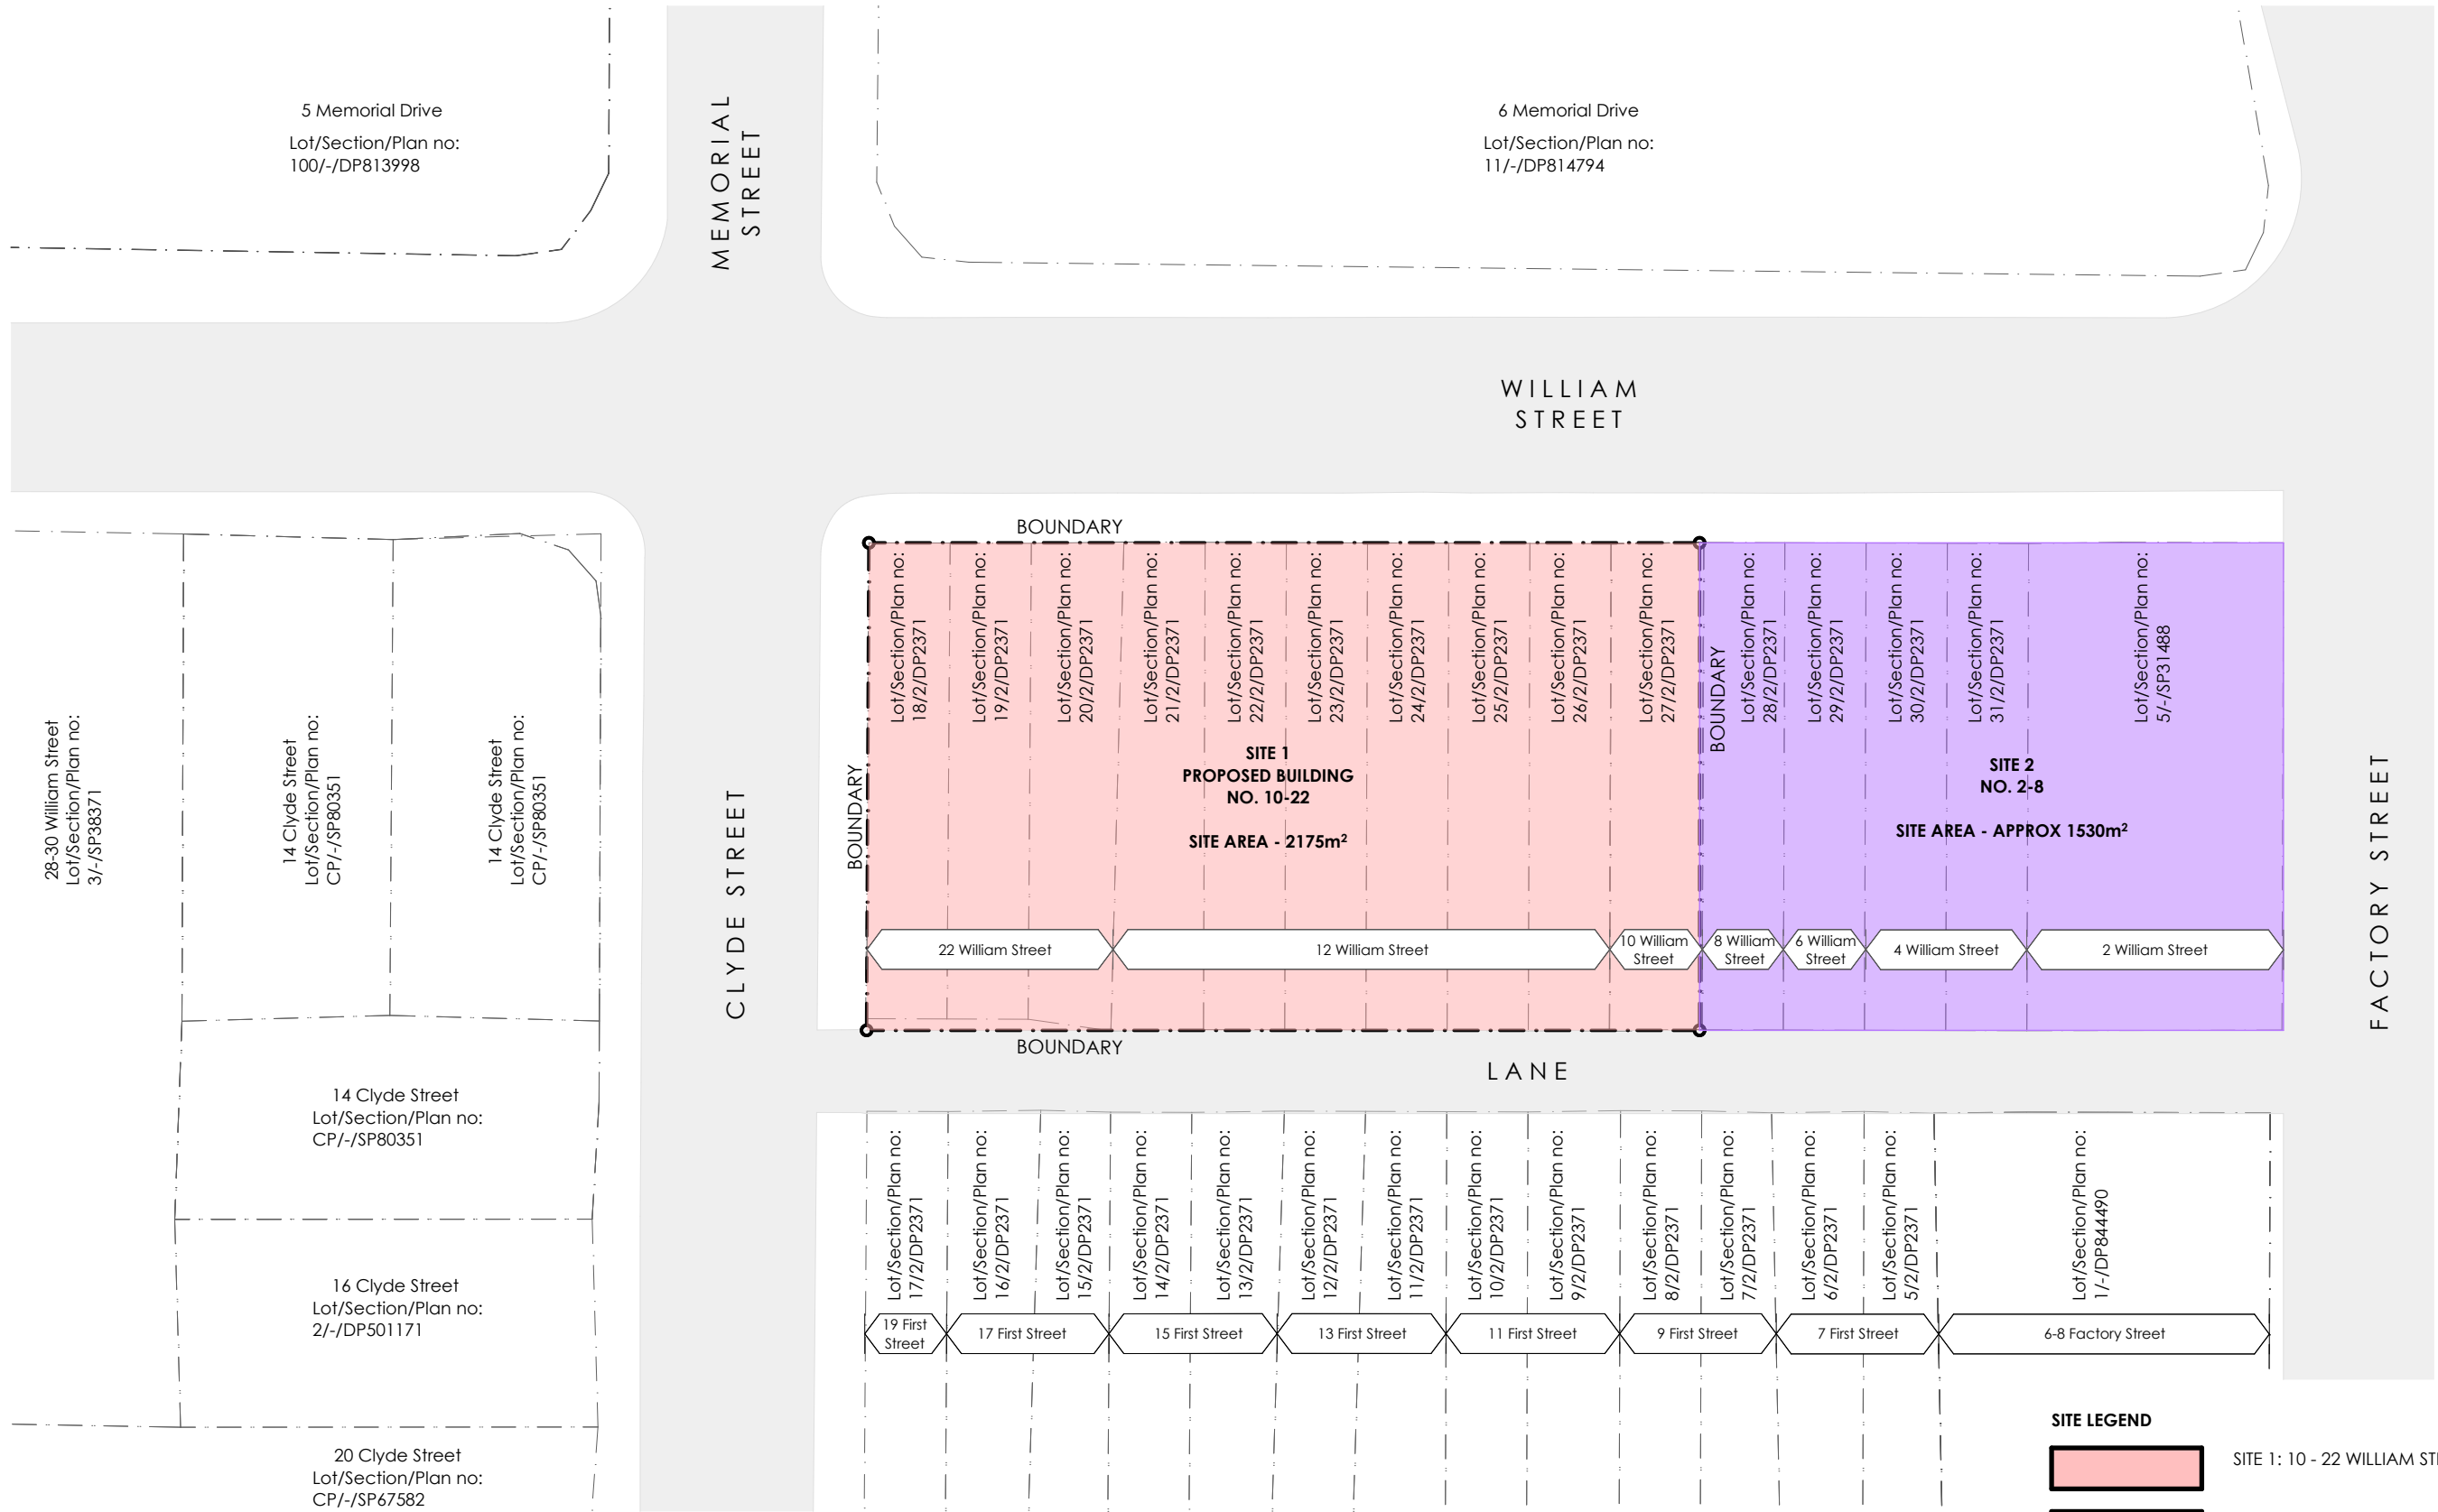 5 Memorial Drive
Lot/Section/Plan no:
100/-/DP813998
MEMORIAL
STREET
6 Memorial Drive
Lot/Section/Plan no:
11/-/DP814794
WILLIAM
STREET
28-30 William Street
Lot/Section/Plan no:
3/-/SP38371
14 Clyde Street
Lot/Section/Plan no:
CP/-/SP80351
14 Clyde Street
Lot/Section/Plan no:
CP/-/SP80351
14 Clyde Street
Lot/Section/Plan no:
CP/-/SP80351
16 Clyde Street
Lot/Section/Plan no:
2/-/DP501171
20 Clyde Street
Lot/Section/Plan no:
CP/-/SP67582
CLYDE STREET
BOUNDARY
BOUNDARY
Lot/Section/Plan no:
18/2/DP2371
Lot/Section/Plan no:
19/2/DP2371
Lot/Section/Plan no:
20/2/DP2371
Lot/Section/Plan no:
21/2/DP2371
Lot/Section/Plan no:
22/2/DP2371
Lot/Section/Plan no:
23/2/DP2371
Lot/Section/Plan no:
24/2/DP2371
Lot/Section/Plan no:
25/2/DP2371
Lot/Section/Plan no:
26/2/DP2371
Lot/Section/Plan no:
27/2/DP2371
BOUNDARY
Lot/Section/Plan no:
28/2/DP2371
Lot/Section/Plan no:
29/2/DP2371
Lot/Section/Plan no:
30/2/DP2371
Lot/Section/Plan no:
31/2/DP2371
Lot/Section/Plan no:
5/-/SP31488
SITE 1
PROPOSED BUILDING
NO. 10-22
SITE AREA - 2175m²
SITE 2
NO. 2-8
SITE AREA - APPROX 1530m²
22 William Street
12 William Street
10 William
Street
8 William
Street
6 William
Street
4 William Street
2 William Street
BOUNDARY
LANE
FACTORY STREET
Lot/Section/Plan no:
17/2/DP2371
Lot/Section/Plan no:
16/2/DP2371
Lot/Section/Plan no:
15/2/DP2371
Lot/Section/Plan no:
14/2/DP2371
Lot/Section/Plan no:
13/2/DP2371
Lot/Section/Plan no:
12/2/DP2371
Lot/Section/Plan no:
11/2/DP2371
Lot/Section/Plan no:
10/2/DP2371
Lot/Section/Plan no:
9/2/DP2371
Lot/Section/Plan no:
8/2/DP2371
Lot/Section/Plan no:
7/2/DP2371
Lot/Section/Plan no:
6/2/DP2371
Lot/Section/Plan no:
5/2/DP2371
Lot/Section/Plan no:
1/-/DP844490
19 First
Street
17 First Street
15 First Street
13 First Street
11 First Street
9 First Street
7 First Street
6-8 Factory Street
SITE LEGEND
SITE 1: 10 - 22 WILLIAM